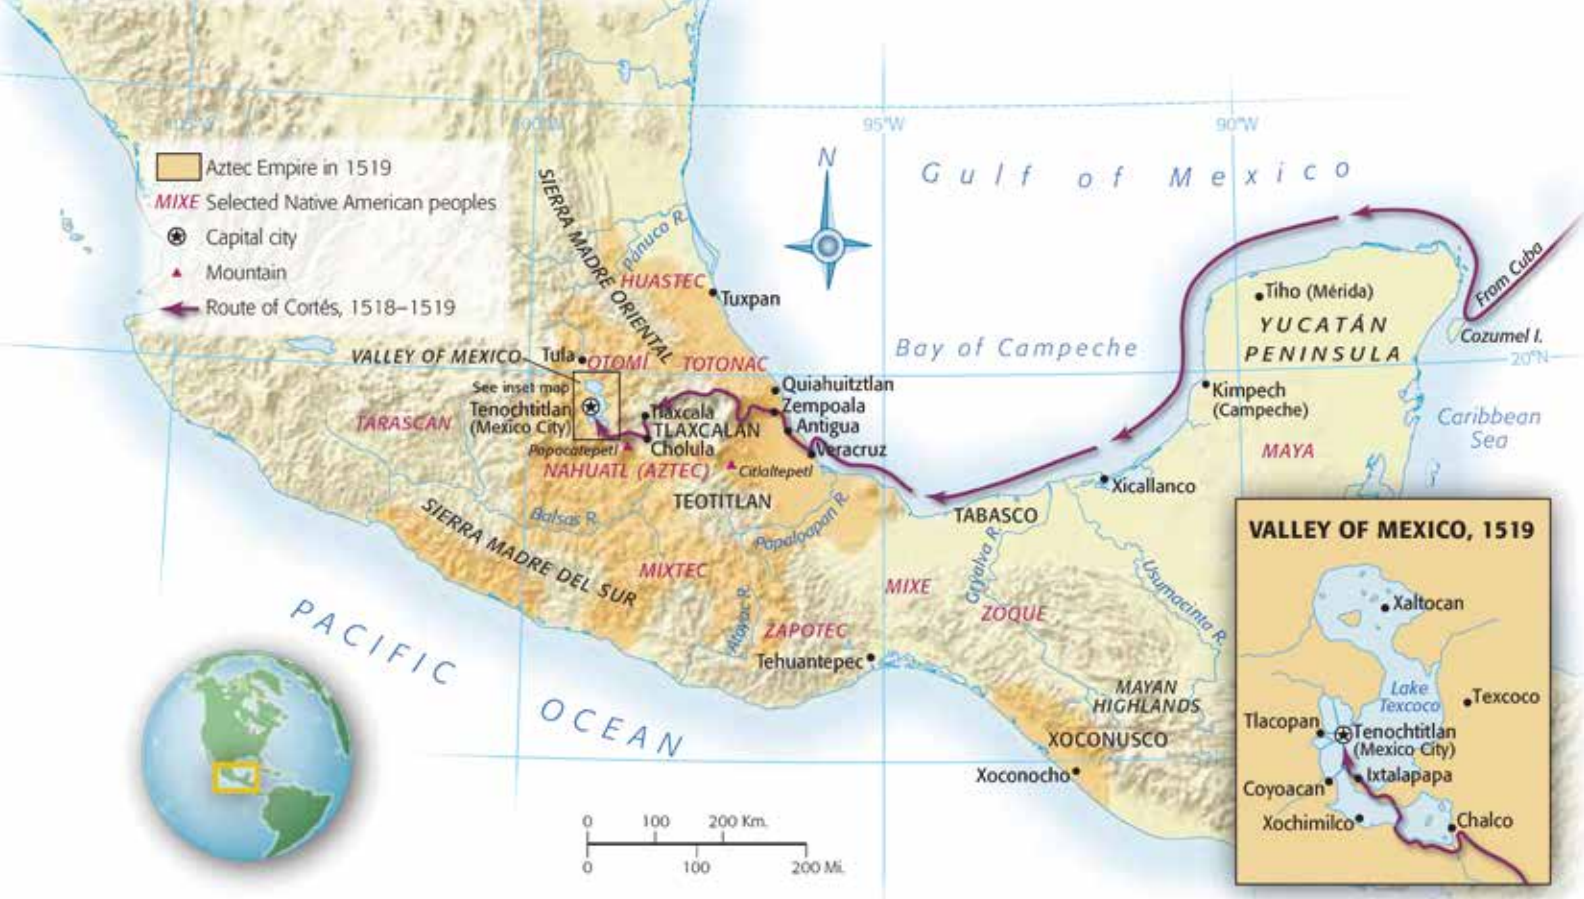 105°W
100°W
95°W
90°W
20°N
Aztec Empire in 1519
MIXE Selected Native American peoples
Capital city
Mountain
Route of Cortés, 1518–1519
N
Gulf of Mexico
From Cuba
Cozumel I.
SIERRA MADRE ORIENTAL
Pánuco R.
HUASTEC
Tuxpan
Tiho (Mérida)
YUCATÁN
PENINSULA
Bay of Campeche
VALLEY OF MEXICO
Tula
OTOMÍ
TOTONAC
See inset map
Tenochtitlan
(Mexico City)
Quiahuitztlan
Zempoala
Antigua
Veracruz
Kimpech
(Campeche)
Caribbean
Sea
TARASCAN
Tlaxcala
TLAXCALAN
Cholula
Popocatepetl
NAHUATL (AZTEC)
Citlaltepetl
MAYA
Xicallanco
TEOTITLAN
TABASCO
Balsas R.
Papaloapan R.
SIERRA MADRE DEL SUR
MIXTEC
MIXE
Grijalva R.
ZOQUE
Usumacinta R.
Atoyac R.
ZAPOTEC
Tehuantepec
MAYAN
HIGHLANDS
XOCONUSCO
Xoconocho
PACIFIC OCEAN
0 100 200 Km.
0 100 200 Mi.
VALLEY OF MEXICO, 1519
Xaltocan
Lake
Texcoco
Texcoco
Tlacopan
Tenochtitlan
(Mexico City)
Ixtalapapa
Coyoacan
Xochimilco
Chalco